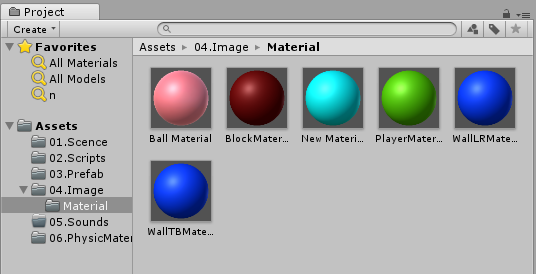 Project
Create
Favorites
All Materials
All Models
n
Assets
01.Scence
02.Scripts
03.Prefab
04.Image
Material
05.Sounds
06.PhysicMater
Assets ▸ 04.Image ▸ Material
Ball Material
BlockMater...
New Materi...
PlayerMater...
WallLRMate...
WallTBMate...